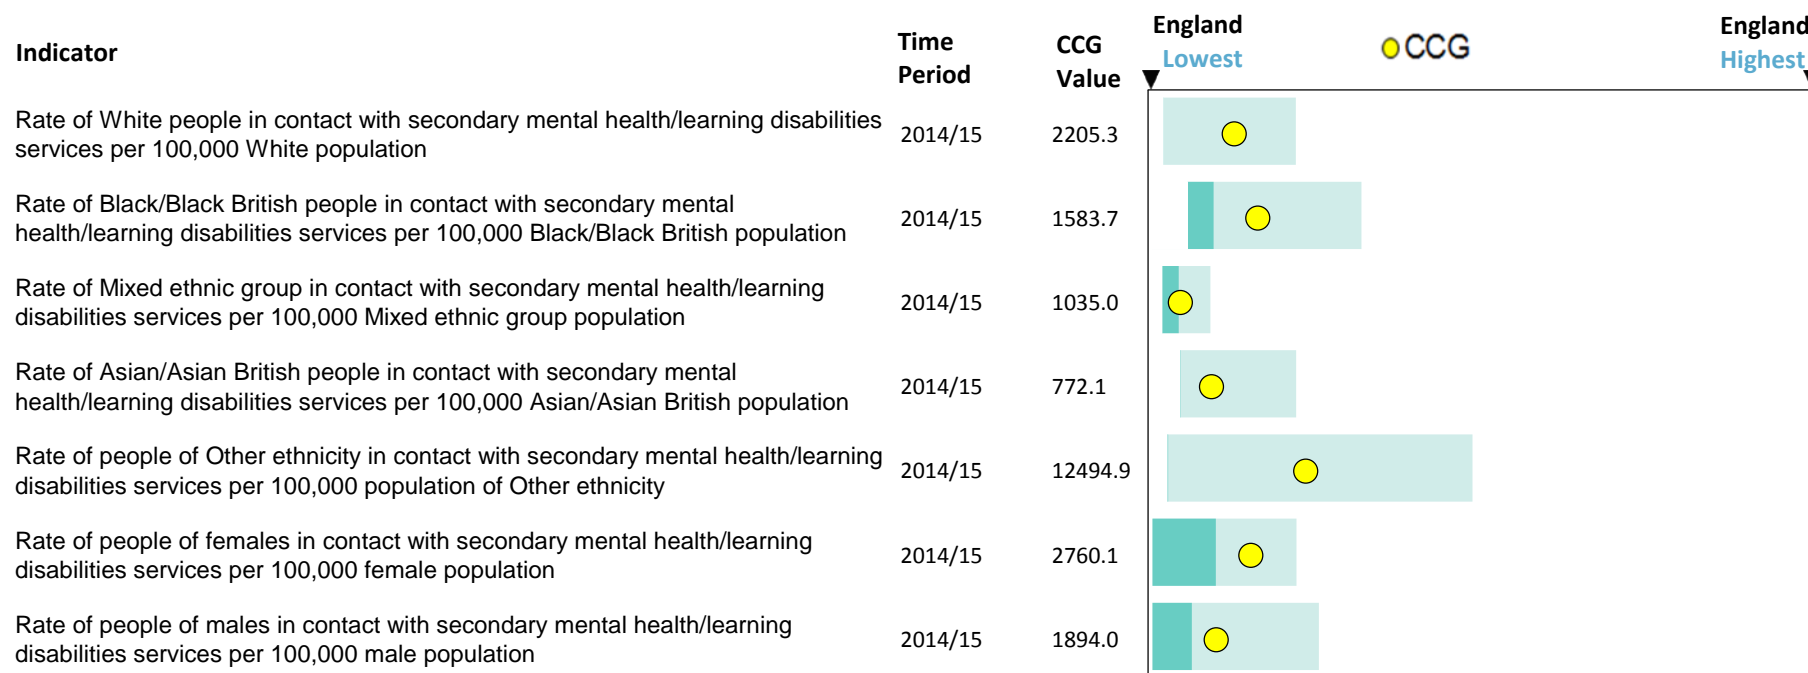 Indicator
Time
Period
CCG
Value
England
Lowest
CCG
England
Highest
Rate of White people in contact with secondary mental health/learning disabilities
services per 100,000 White population
2014/15
2205.3
Rate of Black/Black British people in contact with secondary mental
health/learning disabilities services per 100,000 Black/Black British population
2014/15
1583.7
Rate of Mixed ethnic group in contact with secondary mental health/learning
disabilities services per 100,000 Mixed ethnic group population
2014/15
1035.0
Rate of Asian/Asian British people in contact with secondary mental
health/learning disabilities services per 100,000 Asian/Asian British population
2014/15
772.1
Rate of people of Other ethnicity in contact with secondary mental health/learning
disabilities services per 100,000 population of Other ethnicity
2014/15
12494.9
Rate of people of females in contact with secondary mental health/learning
disabilities services per 100,000 female population
2014/15
2760.1
Rate of people of males in contact with secondary mental health/learning
disabilities services per 100,000 male population
2014/15
1894.0